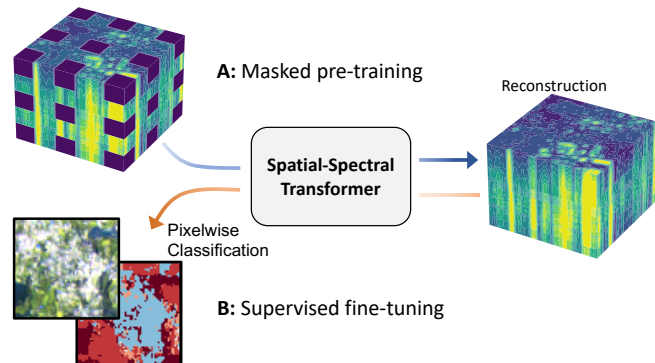 A: Masked pre-training
Reconstruction
Spatial-Spectral
Transformer
Pixelwise
Classification
B: Supervised fine-tuning